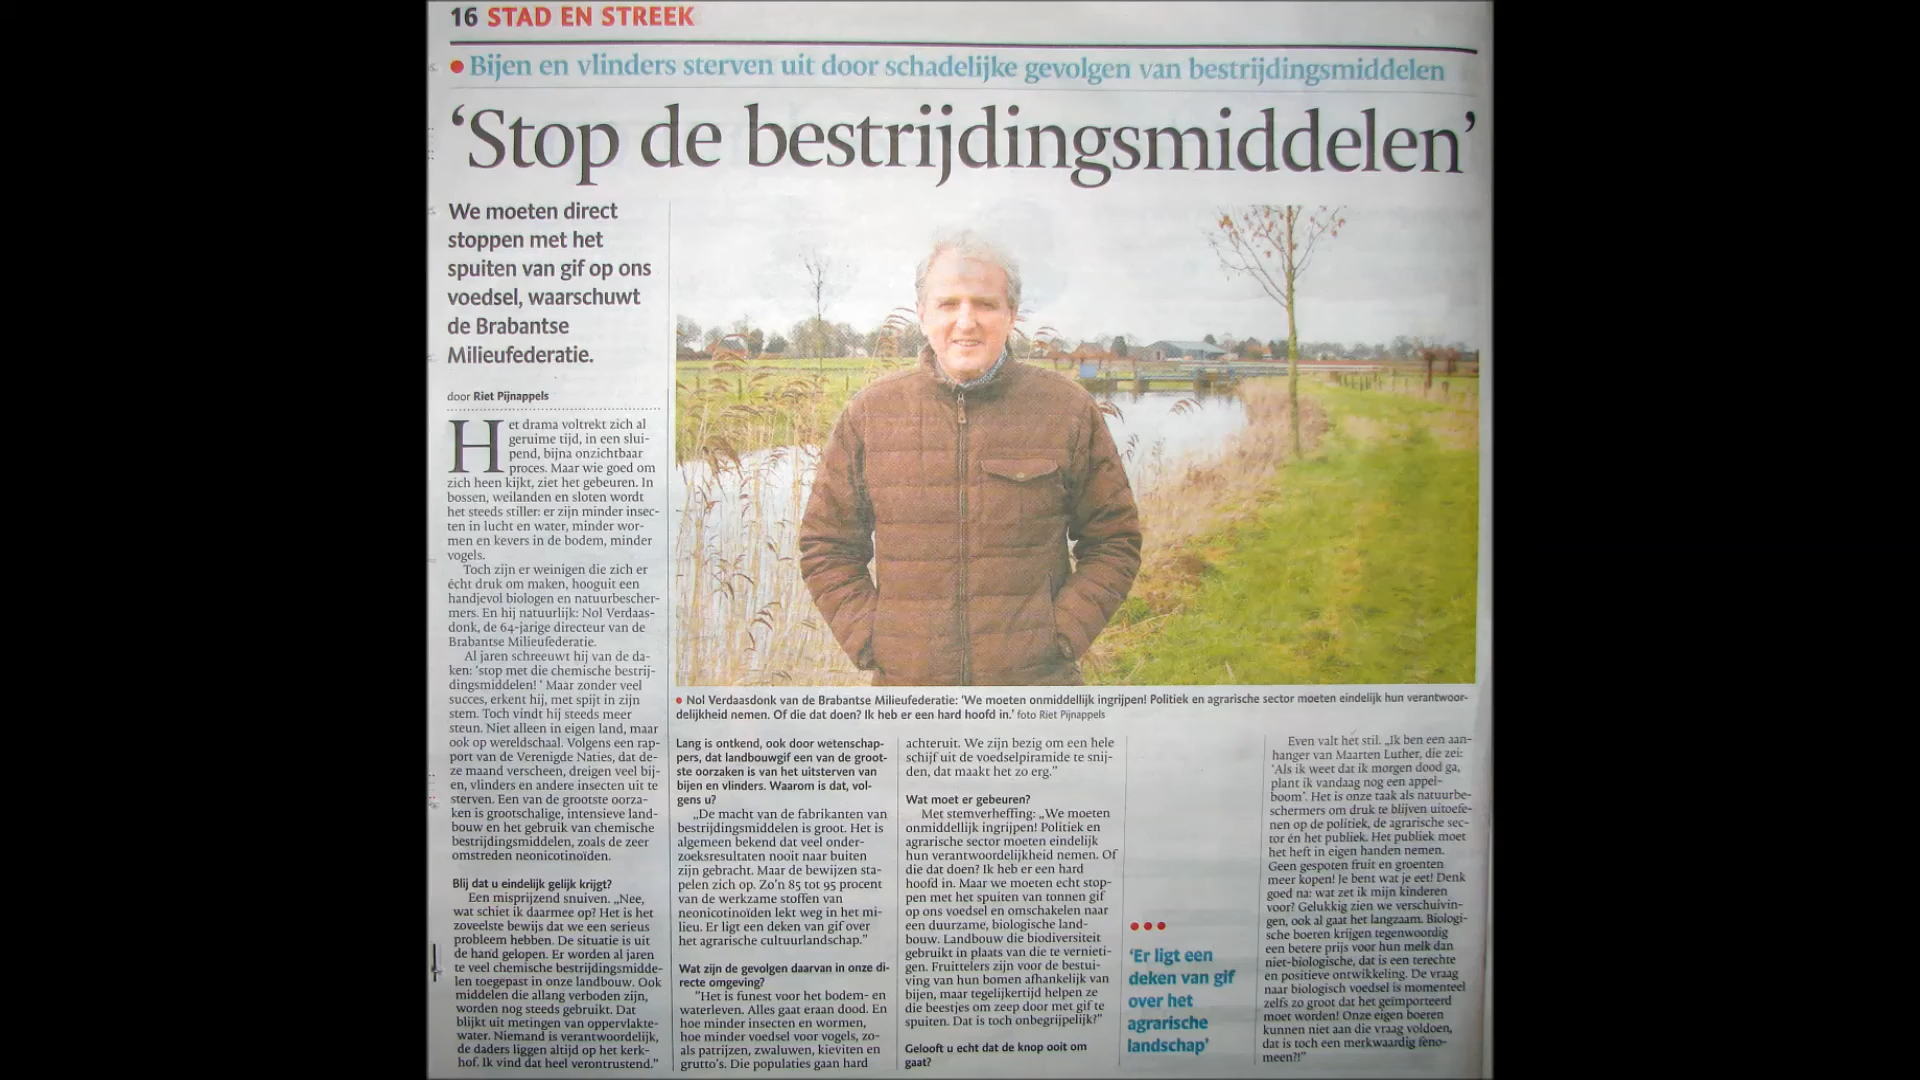 16 STAD EN STREEK
• Bijen en vlinders sterven uit door schadelijke gevolgen van bestrijdingsmiddelen
‘Stop de bestrijdingsmiddelen’
We moeten direct
stoppen met het
spuiten van gif op ons
voedsel, waarschuwt
de Brabantse
Milieufederatie.
door Riet Pijnappels
Het drama voltrekt zich al
geruime tijd, in een slui-
pend, bijna onzichtbaar
proces. Maar wie goed om
zich heen kijkt, ziet het gebeuren. In
bossen, weilanden en sloten wordt
het steeds stiller: er zijn minder insec-
ten in lucht en water, minder wor-
men en kevers in de bodem, minder
vogels.
Toch zijn er weinigen die zich er
écht druk om maken, hooguit een
handjevol biologen en natuurbescher-
mers. En hij natuurlijk: Nol Verdaas-
donk, de 64-jarige directeur van de
Brabantse Milieufederatie.
Al jaren schreeuwt hij van de da-
ken: ‘stop met die chemische bestrij-
dingsmiddelen! ‘ Maar zonder veel
succes, erkent hij, met spijt in zijn
stem. Toch vindt hij steeds meer
steun. Niet alleen in eigen land, maar
ook op wereldschaal. Volgens een rap-
port van de Verenigde Naties, dat de-
ze maand verscheen, dreigen veel bij-
en, vlinders en andere insecten uit te
sterven. Een van de grootste oorza-
ken is grootschalige, intensieve land-
bouw en het gebruik van chemische
bestrijdingsmiddelen, zoals de zeer
omstreden neonicotinoïden.
Blij dat u eindelijk gelijk krijgt?
Een misprijzend snuiven. „Nee,
wat schiet ik daarmee op? Het is het
zoveelste bewijs dat we een serieus
probleem hebben. De situatie is uit
de hand gelopen. Er worden al jaren
te veel chemische bestrijdingsmidde-
len toegepast in onze landbouw. Ook
middelen die allang verboden zijn,
worden nog steeds gebruikt. Dat
blijkt uit metingen van oppervlakte-
water. Niemand is verantwoordelijk,
de daders liggen altijd op het kerk-
hof. Ik vind dat heel verontrustend.”
• Nol Verdaasdonk van de Brabantse Milieufederatie: ‘We moeten onmiddellijk ingrijpen! Politiek en agrarische sector moeten eindelijk hun verantwoor-
delijkheid nemen. Of die dat doen? Ik heb er een hard hoofd in.’ foto Riet Pijnappels
Lang is ontkend, ook door wetenschap-
pers, dat landbouwgif een van de groot-
ste oorzaken is van het uitsterven van
bijen en vlinders. Waarom is dat, vol-
gens u?
„De macht van de fabrikanten van
bestrijdingsmiddelen is groot. Het is
algemeen bekend dat veel onder-
zoeksresultaten nooit naar buiten
zijn gebracht. Maar de bewijzen sta-
pelen zich op. Zo’n 85 tot 95 procent
van de werkzame stoffen van
neonicotinoïden lekt weg in het mi-
lieu. Er ligt een deken van gif over
het agrarische cultuurlandschap.”
Wat zijn de gevolgen daarvan in onze di-
recte omgeving?
"Het is funest voor het bodem- en
waterleven. Alles gaat eraan dood. En
hoe minder insecten en wormen,
hoe minder voedsel voor vogels, zo-
als patrijzen, zwaluwen, kieviten en
grutto’s. Die populaties gaan hard
achteruit. We zijn bezig om een hele
schijf uit de voedselpiramide te snij-
den, dat maakt het zo erg.”
Wat moet er gebeuren?
Met stemverheffing: „We moeten
onmiddellijk ingrijpen! Politiek en
agrarische sector moeten eindelijk
hun verantwoordelijkheid nemen. Of
die dat doen? Ik heb er een hard
hoofd in. Maar we moeten echt stop-
pen met het spuiten van tonnen gif
op ons voedsel en omschakelen naar
een duurzame, biologische land-
bouw. Landbouw die biodiversiteit
gebruikt in plaats van die te vernieti-
gen. Fruittelers zijn voor de bestui-
ving van hun bomen afhankelijk van
bijen, maar tegelijkertijd helpen ze
die beestjes om zeep door met gif te
spuiten. Dat is toch onbegrijpelijk?”
Gelooft u echt dat de knop ooit om
gaat?
‘Er ligt een
deken van gif
over het
agrarische
landschap’
Even valt het stil. „Ik ben een aan-
hanger van Maarten Luther, die zei:
‘Als ik weet dat ik morgen dood ga,
plant ik vandaag nog een appel-
boom’. Het is onze taak als natuurbe-
schermers om druk te blijven uitoefe-
nen op de politiek, de agrarische sec-
tor én het publiek. Het publiek moet
het heft in eigen handen nemen.
Geen gespoten fruit en groenten
meer kopen! Je bent wat je eet! Denk
goed na: wat zet ik mijn kinderen
voor? Gelukkig zien we verschuivin-
gen, ook al gaat het langzaam. Biologi-
sche boeren krijgen tegenwoordig
een betere prijs voor hun melk dan
niet-biologische, dat is een terechte
en positieve ontwikkeling. De vraag
naar biologisch voedsel is momenteel
zelfs zo groot dat het geïmporteerd
moet worden! Onze eigen boeren
kunnen niet aan die vraag voldoen,
dat is toch een merkwaardig feno-
meen?!”